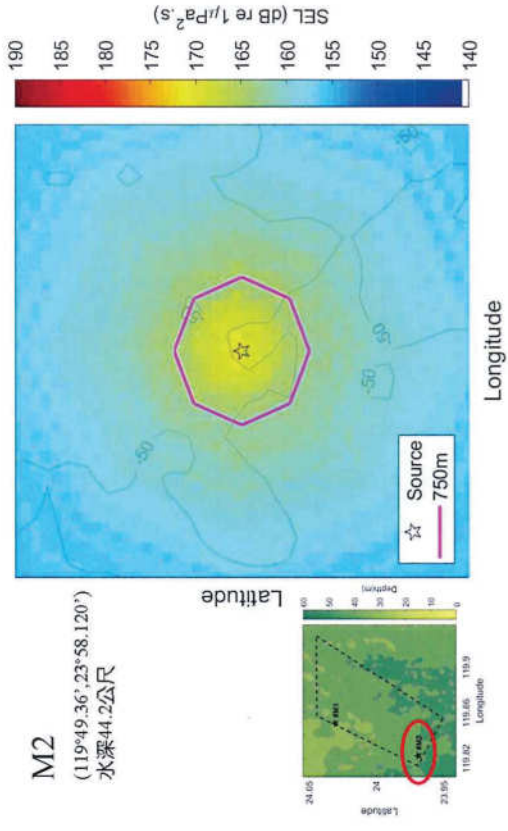 M2
(119°49.36',23°58.120')
水深44.2公尺
Latitude
Longitude
-50
-50
-50
☆ Source
750m
190
185
180
175
170
165
160
155
150
145
140
SEL (dB re 1μPa².s)
24.05
24
23.95
Latitude
119.82
119.86
119.9
Longitude
60
50
40
30
20
10
0
Depth(m)